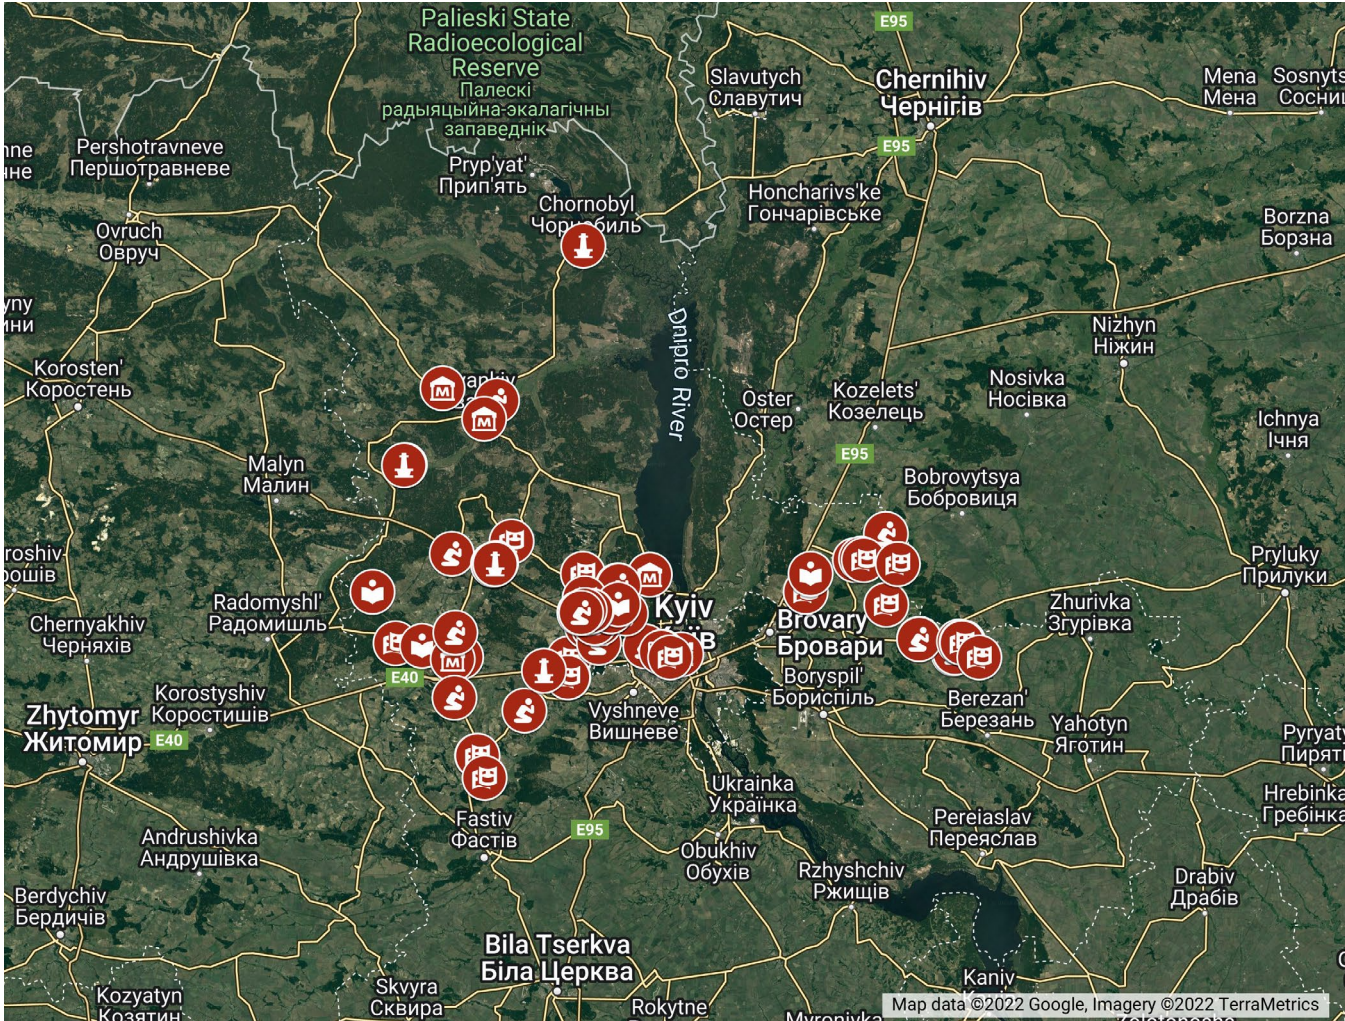 Palieski State
Radioecological
Reserve
Палескі
радыяцыйна-экалагічны
запаведнік
E95
Slavutych
Славутич
Chernihiv
Чернігів
Mena
Мена
E95
Pershotravneve
Першотравневе
Pryp'yat'
Прип'ять
Chornobyl
Honcharivs'ke
Гончарівське
Ovruch
Овруч
Borzna
Борзна
Dnipro River
Nizhyn
Ніжин
Korosten'
Коростень
Oster
Остер
Kozelets'
Козелець
Nosivka
Носівка
Ichnya
Ічня
E95
Malyn
Малин
Bobrovytsya
Бобровиця
Pryluky
Прилуки
Radomyshl'
Радомишль
Chernyakhiv
Черняхів
Kyiv
Brovary
Бровари
Zhurivka
Згурівка
E40
Korostyshiv
Коростишів
Boryspil'
Бориспіль
Berezan'
Березань
Zhytomyr
Житомир
E40
Vyshneve
Вишневе
Yahotyn
Яготин
Ukrainka
Українка
Fastiv
Фастів
E95
Pereiaslav
Переяслав
Andrushivka
Андрушівка
Obukhiv
Обухів
Rzhyshchiv
Ржищів
Drabiv
Драбів
Berdychiv
Бердичів
Bila Tserkva
Біла Церква
Skvyra
Сквира
Kaniv
Kozyatyn
Козятин
Rokytne
Map data ©2022 Google, Imagery ©2022 TerraMetrics